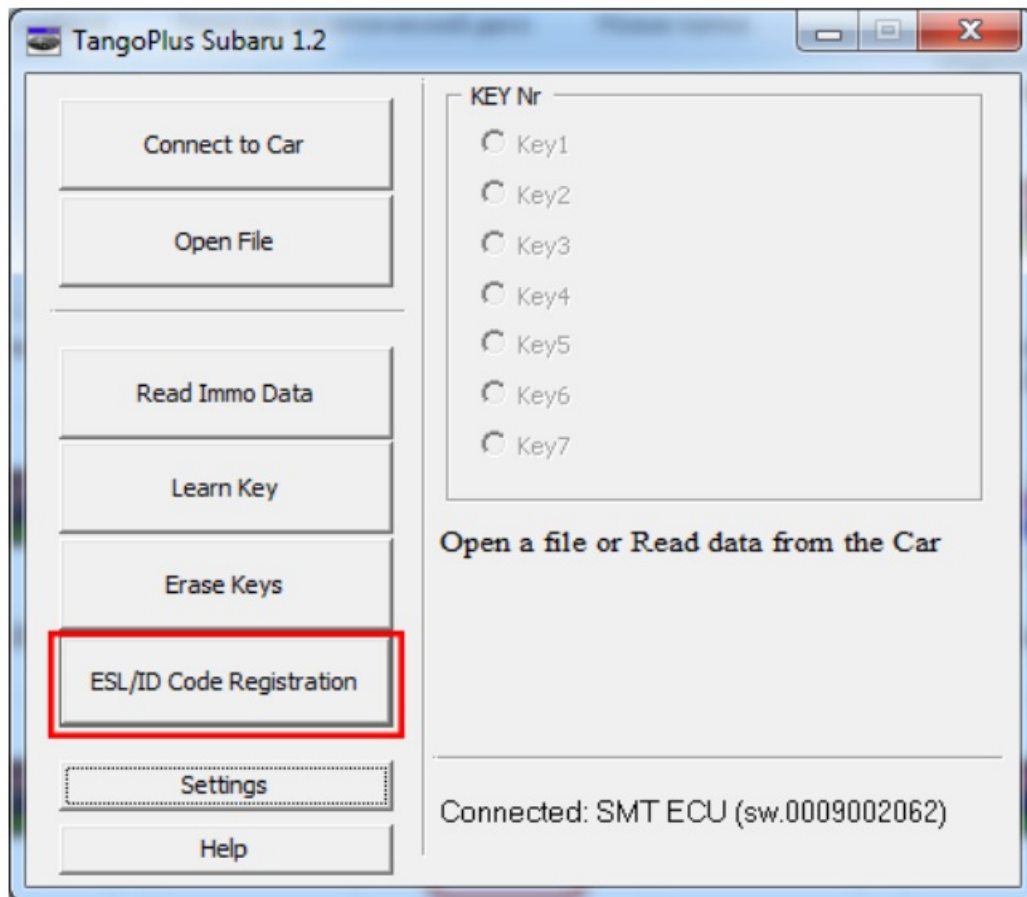 TangoPlus Subaru 1.2
Connect to Car
Open File
Read Immo Data
Learn Key
Erase Keys
ESL/ID Code Registration
Settings
Help
KEY Nr
Key1
Key2
Key3
Key4
Key5
Key6
Key7
Open a file or Read data from the Car
Connected: SMT ECU (sw.0009002062)